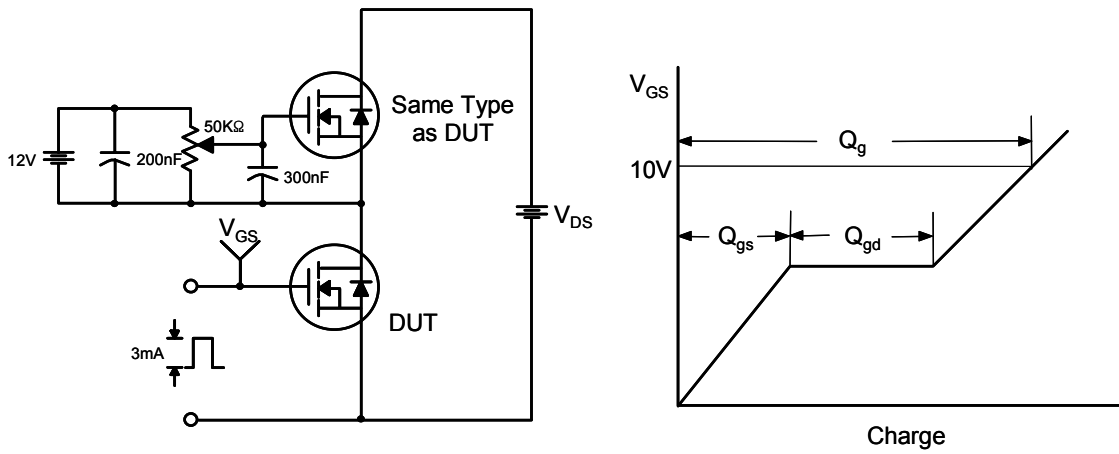 Same Type
as DUT
50KΩ
12V
200nF
300nF
V_GS
V_DS
DUT
3mA
V_GS
Q_g
10V
Q_gs
Q_gd
Charge